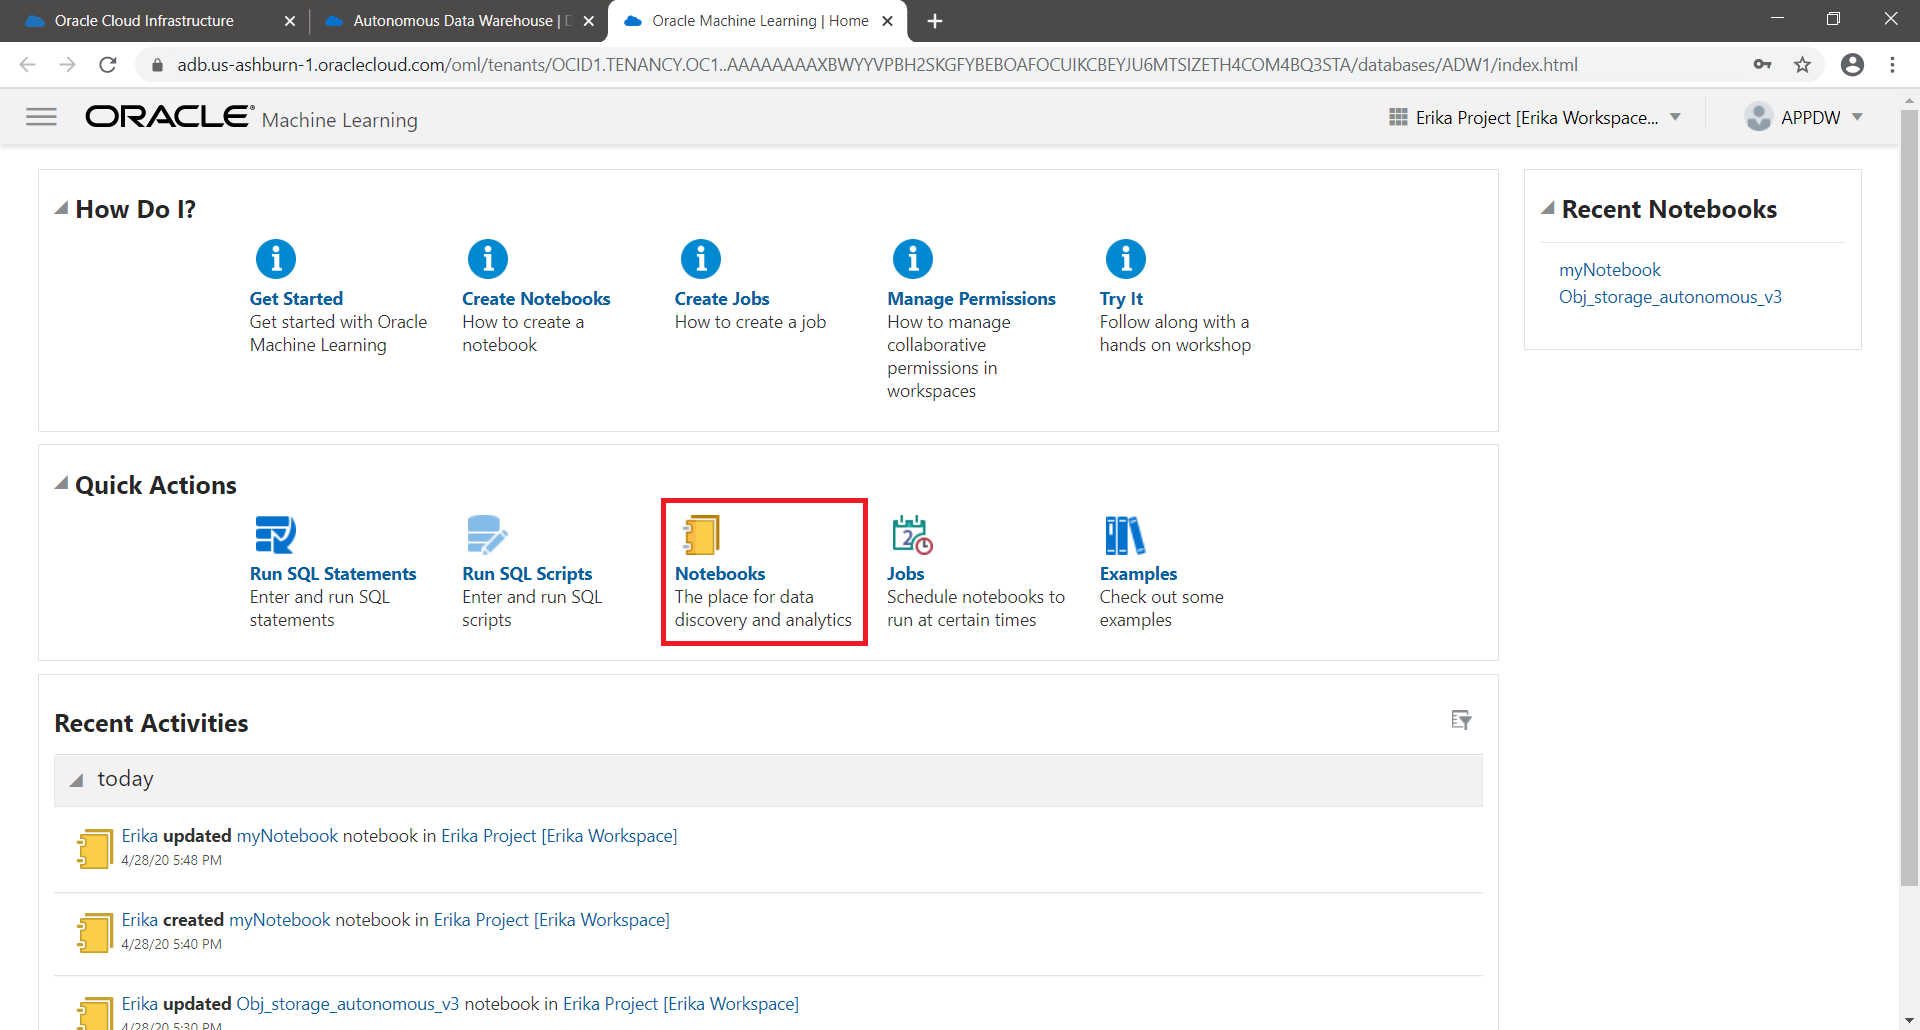 Oracle Cloud Infrastructure
Autonomous Data Warehouse |
Oracle Machine Learning | Home
adb.us-ashburn-1.oraclecloud.com/oml/tenants/OCID1.TENANCY.OC1..AAAAAAAAXBWYYVPBH2SKGFYBEBOAFOCUIKCBEYJU6MTSIZETH4COM4BQ3STA/databases/ADW1/index.html
ORACLE® Machine Learning
Erika Project [Erika Workspace...
APPDW
How Do I?
Get Started
Get started with Oracle
Machine Learning
Create Notebooks
How to create a
notebook
Create Jobs
How to create a job
Manage Permissions
How to manage
collaborative
permissions in
workspaces
Try It
Follow along with a
hands on workshop
Recent Notebooks
myNotebook
Obj_storage_autonomous_v3
Quick Actions
Run SQL Statements
Enter and run SQL
statements
Run SQL Scripts
Enter and run SQL
scripts
Notebooks
The place for data
discovery and analytics
2
Jobs
Schedule notebooks to
run at certain times
Examples
Check out some
examples
Recent Activities
today
Erika updated myNotebook notebook in Erika Project [Erika Workspace]
4/28/20 5:48 PM
Erika created myNotebook notebook in Erika Project [Erika Workspace]
4/28/20 5:40 PM
Erika updated Obj_storage_autonomous_v3 notebook in Erika Project [Erika Workspace]
4/28/20 5:30 PM